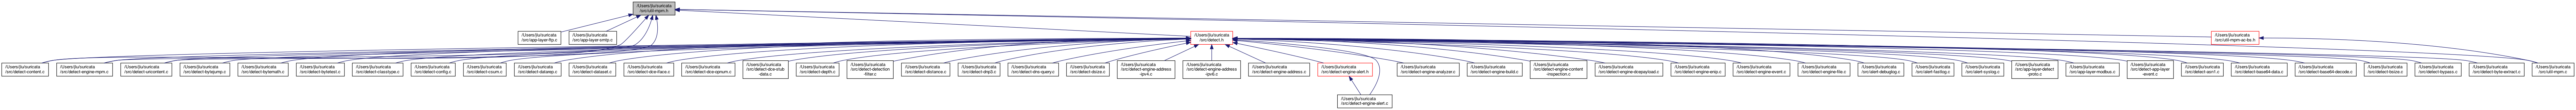 /Users/jlu/suricata
/src/util-mpm.h
/Users/jlu/suricata
/src/app-layer-ftp.c
/Users/jlu/suricata
/src/app-layer-smtp.c
/Users/jlu/suricata
/src/detect.h
/Users/jlu/suricata
/src/util-mpm-ac-bs.h
/Users/jlu/suricata
/src/detect-content.c
/Users/jlu/suricata
/src/detect-engine-mpm.c
/Users/jlu/suricata
/src/detect-uricontent.c
/Users/jlu/suricata
/src/detect-bytejump.c
/Users/jlu/suricata
/src/detect-bytemath.c
/Users/jlu/suricata
/src/detect-bytetest.c
/Users/jlu/suricata
/src/detect-classtype.c
/Users/jlu/suricata
/src/detect-config.c
/Users/jlu/suricata
/src/detect-csum.c
/Users/jlu/suricata
/src/detect-datarep.c
/Users/jlu/suricata
/src/detect-dataset.c
/Users/jlu/suricata
/src/detect-dce-iface.c
/Users/jlu/suricata
/src/detect-dce-opnum.c
/Users/jlu/suricata
/src/detect-dce-stub
-data.c
/Users/jlu/suricata
/src/detect-depth.c
/Users/jlu/suricata
/src/detect-detection
-filter.c
/Users/jlu/suricata
/src/detect-distance.c
/Users/jlu/suricata
/src/detect-dnp3.c
/Users/jlu/suricata
/src/detect-dns-query.c
/Users/jlu/suricata
/src/detect-dsize.c
/Users/jlu/suricata
/src/detect-engine-address
-ipv4.c
/Users/jlu/suricata
/src/detect-engine-address
-ipv6.c
/Users/jlu/suricata
/src/detect-engine-address.c
/Users/jlu/suricata
/src/detect-engine-alert.h
/Users/jlu/suricata
/src/detect-engine-analyzer.c
/Users/jlu/suricata
/src/detect-engine-build.c
/Users/jlu/suricata
/src/detect-engine-content
-inspection.c
/Users/jlu/suricata
/src/detect-engine-dcepayload.c
/Users/jlu/suricata
/src/detect-engine-enip.c
/Users/jlu/suricata
/src/detect-engine-event.c
/Users/jlu/suricata
/src/detect-engine-file.c
/Users/jlu/suricata
/src/alert-debuglog.c
/Users/jlu/suricata
/src/alert-fastlog.c
/Users/jlu/suricata
/src/alert-syslog.c
/Users/jlu/suricata
/src/app-layer-detect
-proto.c
/Users/jlu/suricata
/src/app-layer-modbus.c
/Users/jlu/suricata
/src/detect-app-layer
-event.c
/Users/jlu/suricata
/src/detect-asn1.c
/Users/jlu/suricata
/src/detect-base64-data.c
/Users/jlu/suricata
/src/detect-base64-decode.c
/Users/jlu/suricata
/src/detect-bsize.c
/Users/jlu/suricata
/src/detect-bypass.c
/Users/jlu/suricata
/src/detect-byte-extract.c
/Users/jlu/suricata
/src/util-mpm.c
/Users/jlu/suricata
/src/detect-engine-alert.c